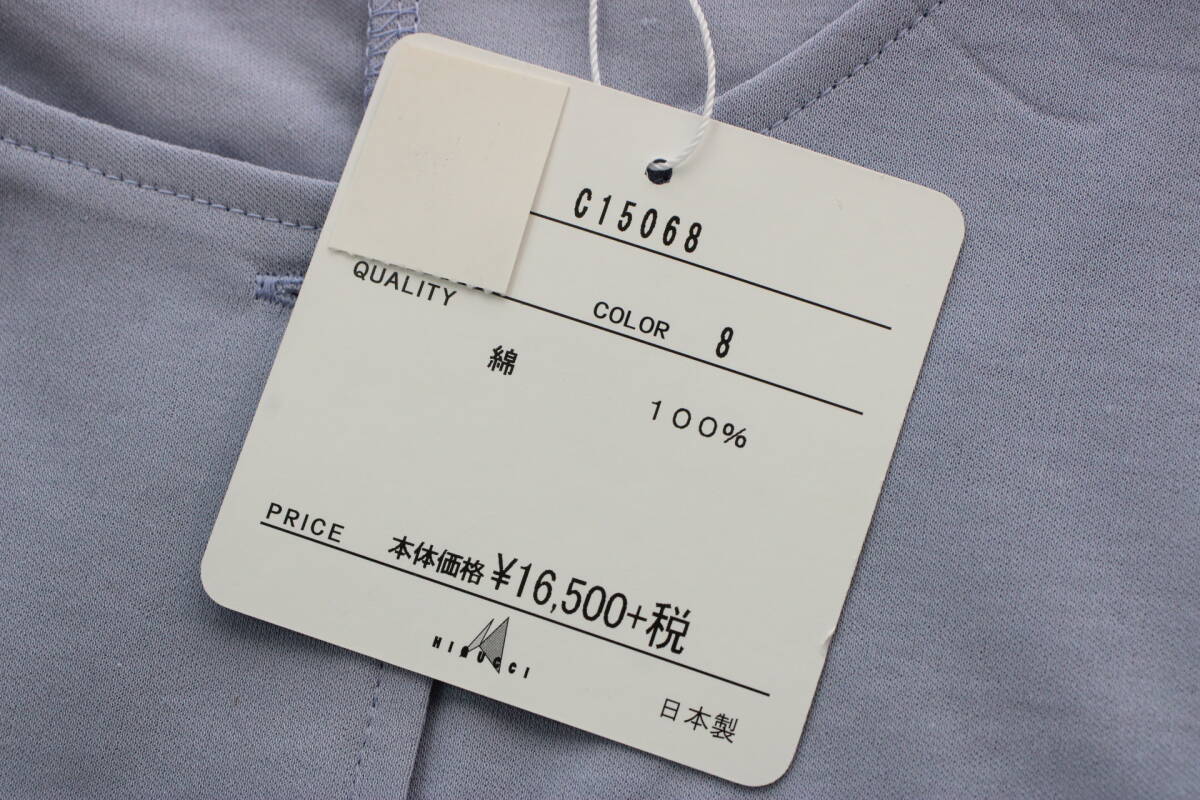 C15068
QUALITY
COLOR 8
綿 100%
PRICE 本体価格 ¥16,500+税
HIRUCCI
日本製